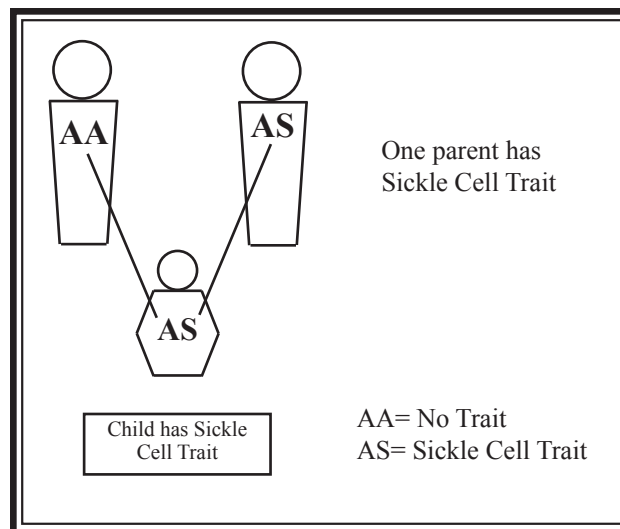 AA
AS
One parent has
Sickle Cell Trait
AS
Child has Sickle
Cell Trait
AA= No Trait
AS= Sickle Cell Trait